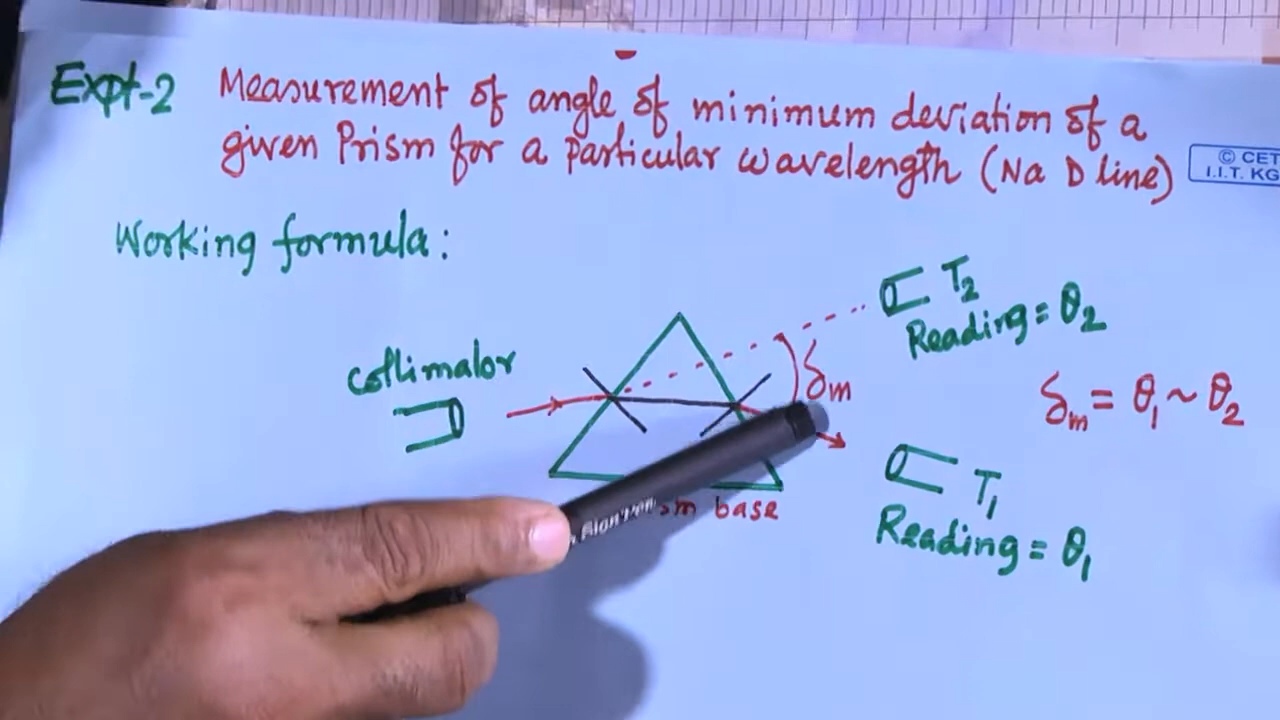 Expt-2 Measurement of angle of minimum deviation of a
given Prism for a particular wavelength (Na D line)
© CET
I.I.T. KG
Working formula:
T2
Reading = θ2
collimator
δm
δm = θ1 ~ θ2
T1
base
Reading = θ1